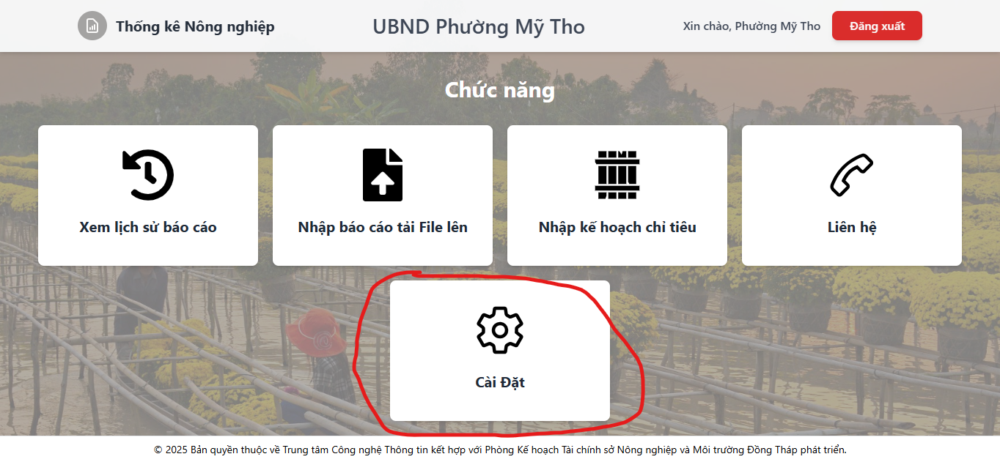 Thống kê Nông nghiệp
UBND Phường Mỹ Tho
Xin chào, Phường Mỹ Tho
Đăng xuất
Chức năng
Xem lịch sử báo cáo
Nhập báo cáo tải File lên
Nhập kế hoạch chỉ tiêu
Liên hệ
Cài Đặt
© 2025 Bản quyền thuộc về Trung tâm Công nghệ Thông tin kết hợp với Phòng Kế hoạch Tài chính sở Nông nghiệp và Môi trường Đồng Tháp phát triển.